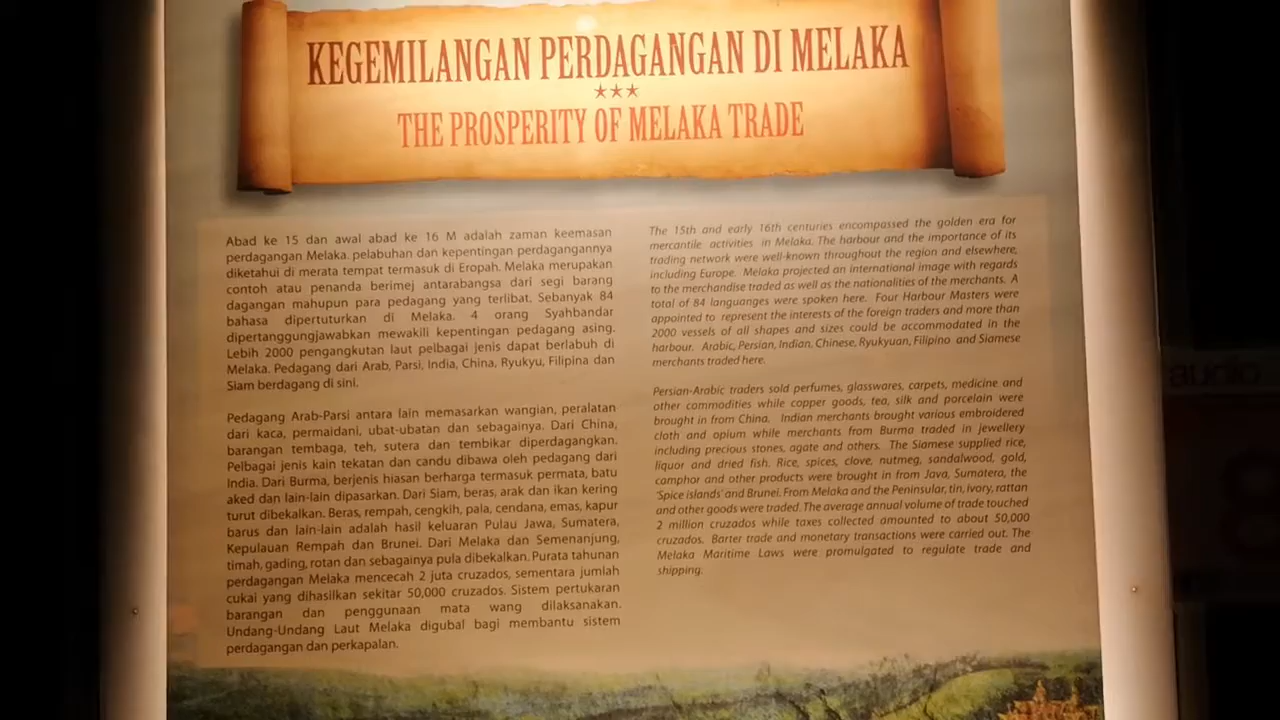 KEGEMILANGAN PERDAGANGAN DI MELAKA
THE PROSPERITY OF MELAKA TRADE
Abad ke 15 dan awal abad ke 16 M adalah zaman keemasan
perdagangan Melaka. pelabuhan dan kepentingan perdagangannya
diketahui di merata tempat termasuk di Eropah. Melaka merupakan
contoh atau penanda berimej antarabangsa dari segi barang
dagangan mahupun para pedagang yang terlibat. Sebanyak 84
bahasa dipertuturkan di Melaka. 4 orang Syahbandar
dipertanggungjawabkan mewakili kepentingan pedagang asing.
Lebih 2000 pengangkutan laut pelbagai jenis dapat berlabuh di
Melaka. Pedagang dari Arab, Parsi, India, China, Ryukyu, Filipina dan
Siam berdagang di sini.
Pedagang Arab-Parsi antara lain memasarkan wangian, peralatan
dari kaca, permaidani, ubat-ubatan dan sebagainya. Dari China,
barangan tembaga, teh, sutera dan tembikar diperdagangkan.
Pelbagai jenis kain tekatan dan candu dibawa oleh pedagang dari
India. Dari Burma, berjenis hiasan berharga termasuk permata, batu
aked dan lain-lain dipasarkan. Dari Siam, beras, arak dan ikan kering
turut dibekalkan. Beras, rempah, cengkih, pala, cendana, emas, kapur
barus dan lain-lain adalah hasil keluaran Pulau Jawa, Sumatera,
Kepulauan Rempah dan Brunei. Dari Melaka dan Semenanjung,
timah, gading, rotan dan sebagainya pula dibekalkan. Purata tahunan
perdagangan Melaka mencecah 2 juta cruzados, sementara jumlah
cukai yang dihasilkan sekitar 50,000 cruzados. Sistem pertukaran
barangan dan penggunaan mata wang dilaksanakan.
Undang-Undang Laut Melaka digubal bagi membantu sistem
perdagangan dan perkapalan.
The 15th and early 16th centuries encompassed the golden era for
mercantile activities in Melaka. The harbour and the importance of its
trading network were well-known throughout the region and elsewhere,
including Europe. Melaka projected an international image with regards
to the merchandise traded as well as the nationalities of the merchants. A
total of 84 languanges were spoken here. Four Harbour Masters were
appointed to represent the interests of the foreign traders and more than
2000 vessels of all shapes and sizes could be accommodated in the
harbour. Arabic, Persian, Indian, Chinese, Ryukyuan, Filipino and Siamese
merchants traded here.
Persian-Arabic traders sold perfumes, glasswares, carpets, medicine and
other commodities while copper goods, tea, silk and porcelain were
brought in from China. Indian merchants brought various embroidered
cloth and opium while merchants from Burma traded in jewellery
including precious stones, agate and others. The Siamese supplied rice,
liquor and dried fish. Rice, spices, clove, nutmeg, sandalwood, gold,
camphor and other products were brought in from Java, Sumatera, the
'Spice islands' and Brunei. From Melaka and the Peninsular, tin, ivory, rattan
and other goods were traded. The average annual volume of trade touched
2 million cruzados while taxes collected amounted to about 50,000
cruzados. Barter trade and monetary transactions were carried out. The
Melaka Maritime Laws were promulgated to regulate trade and
shipping.
audio